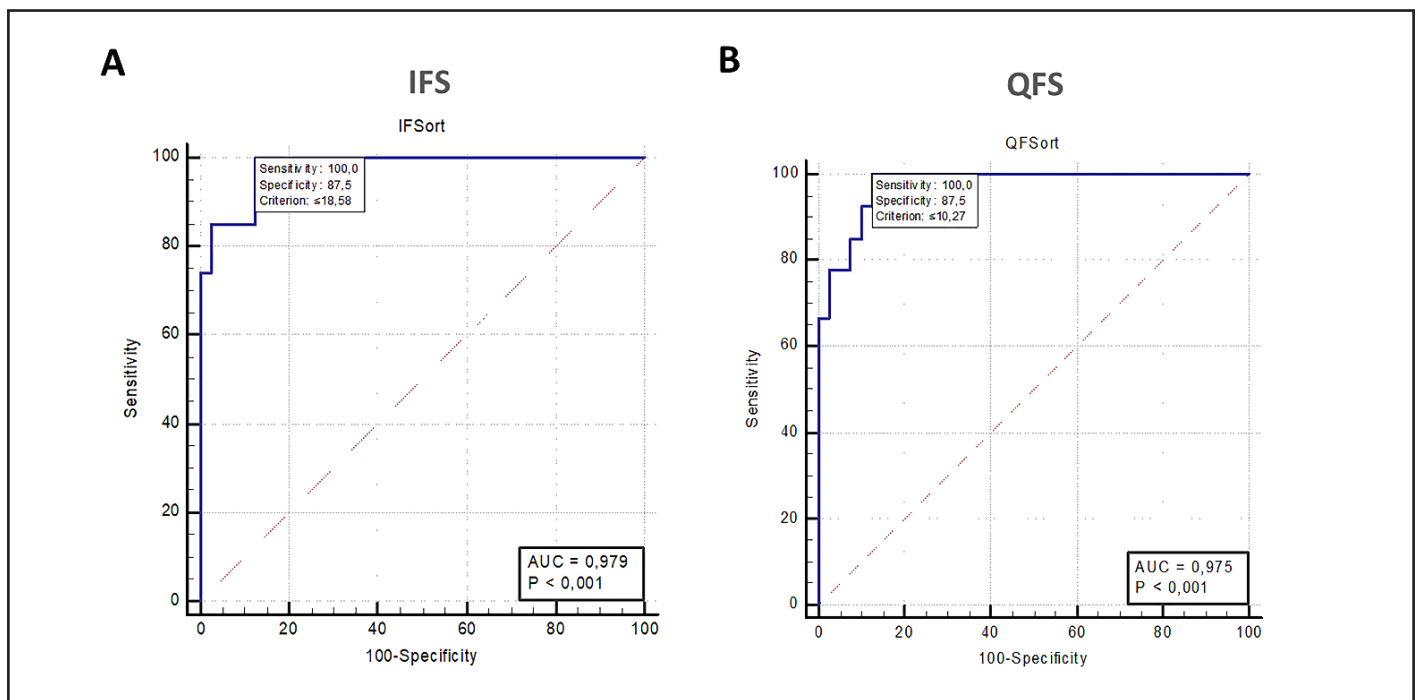 A
IFS
IFSort
100
80
60
40
20
0
Sensitivity
Sensitivity: 100,0
Specificity: 87,5
Criterion: ≤18,58
AUC = 0,979
P < 0,001
0 20 40 60 80 100
100-Specificity
B
QFS
QFSort
100
80
60
40
20
0
Sensitivity
Sensitivity: 100,0
Specificity: 87,5
Criterion: ≤10,27
AUC = 0,975
P < 0,001
0 20 40 60 80 100
100-Specificity